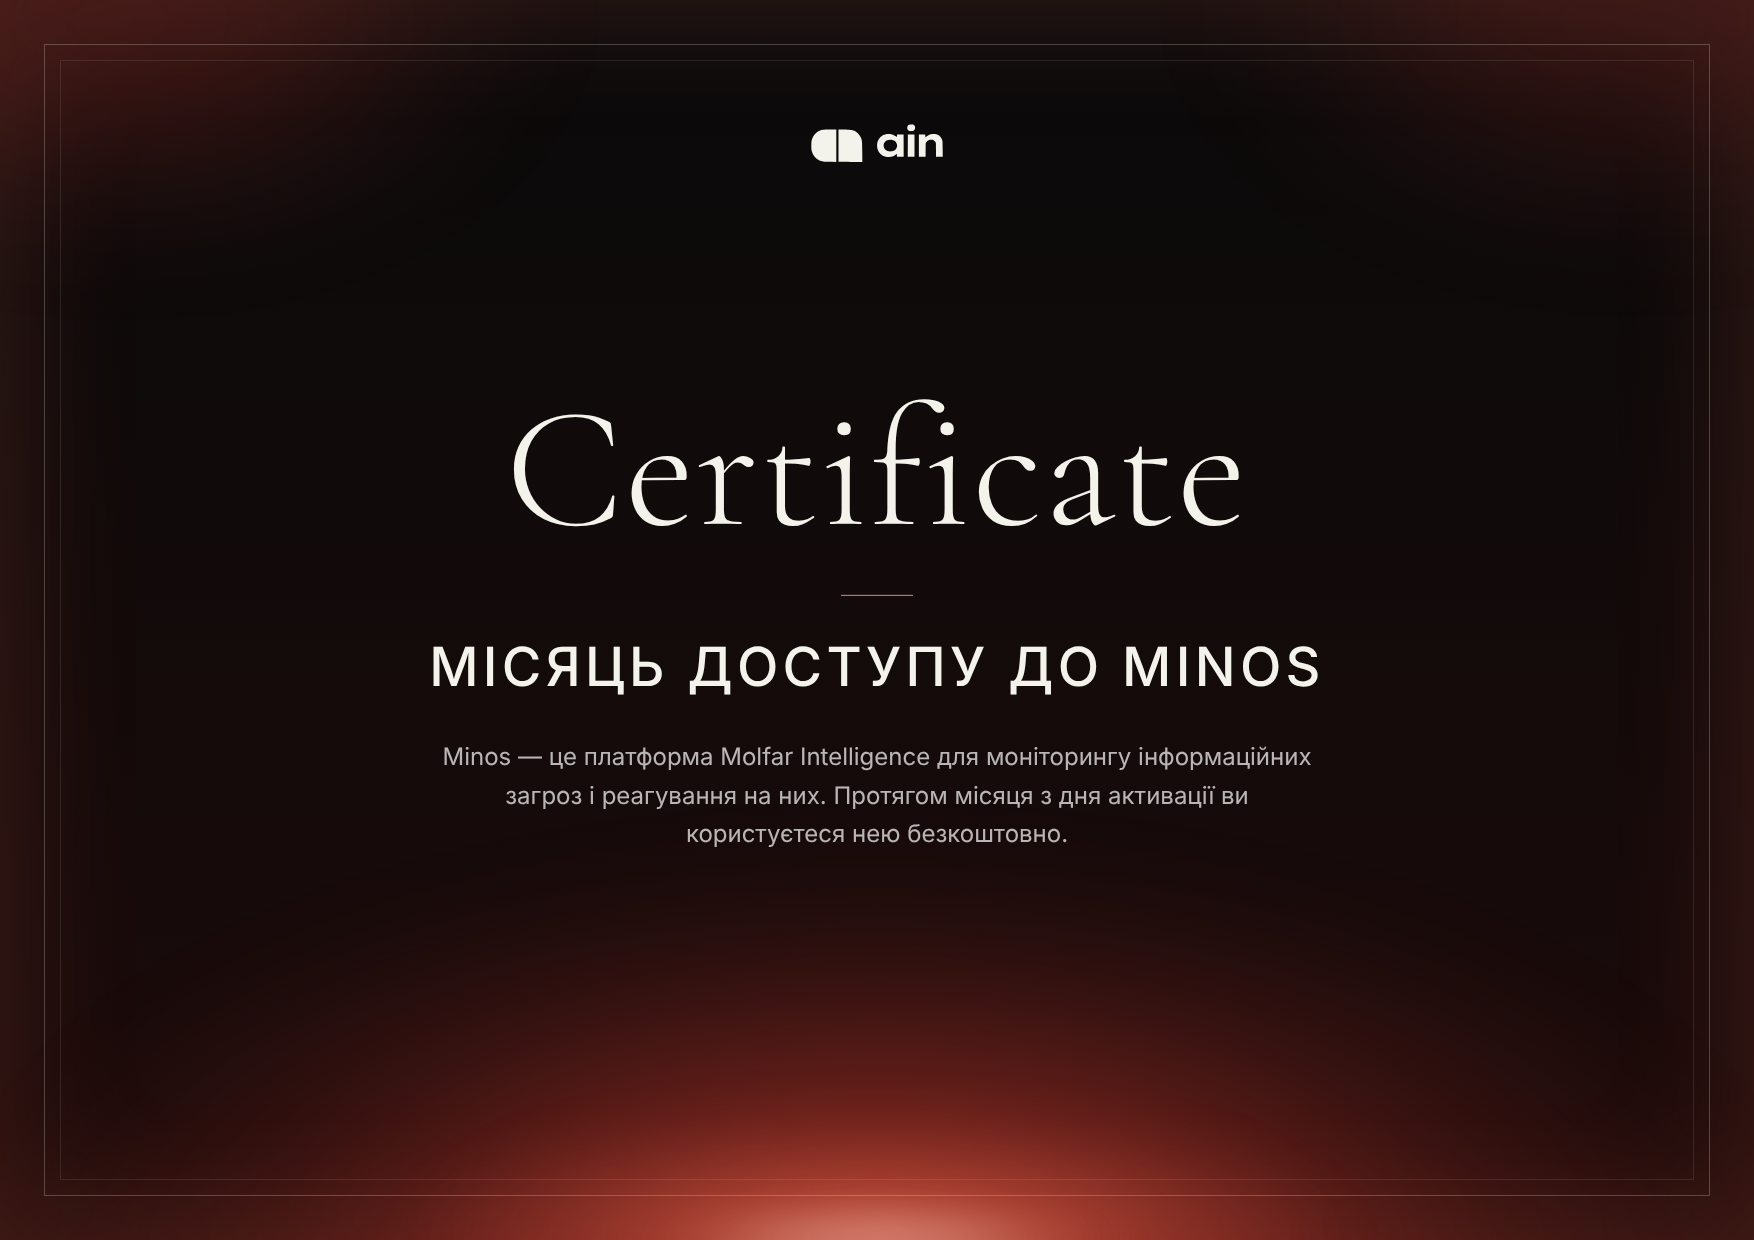 ain
Certificate
МІСЯЦЬ ДОСТУПУ ДО MINOS
Minos — це платформа Molfar Intelligence для моніторингу інформаційних
загроз і реагування на них. Протягом місяця з дня активації ви
користуєтеся нею безкоштовно.